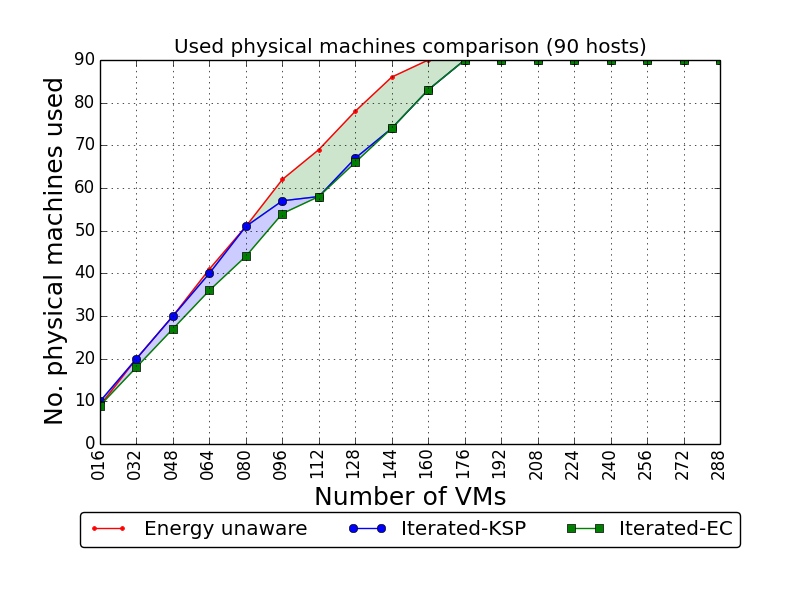 Used physical machines comparison (90 hosts)
No. physical machines used
90
80
70
60
50
40
30
20
10
0
016 032 048 064 080 096 112 128 144 160 176 192 208 224 240 256 272 288
Number of VMs
Energy unaware Iterated-KSP Iterated-EC